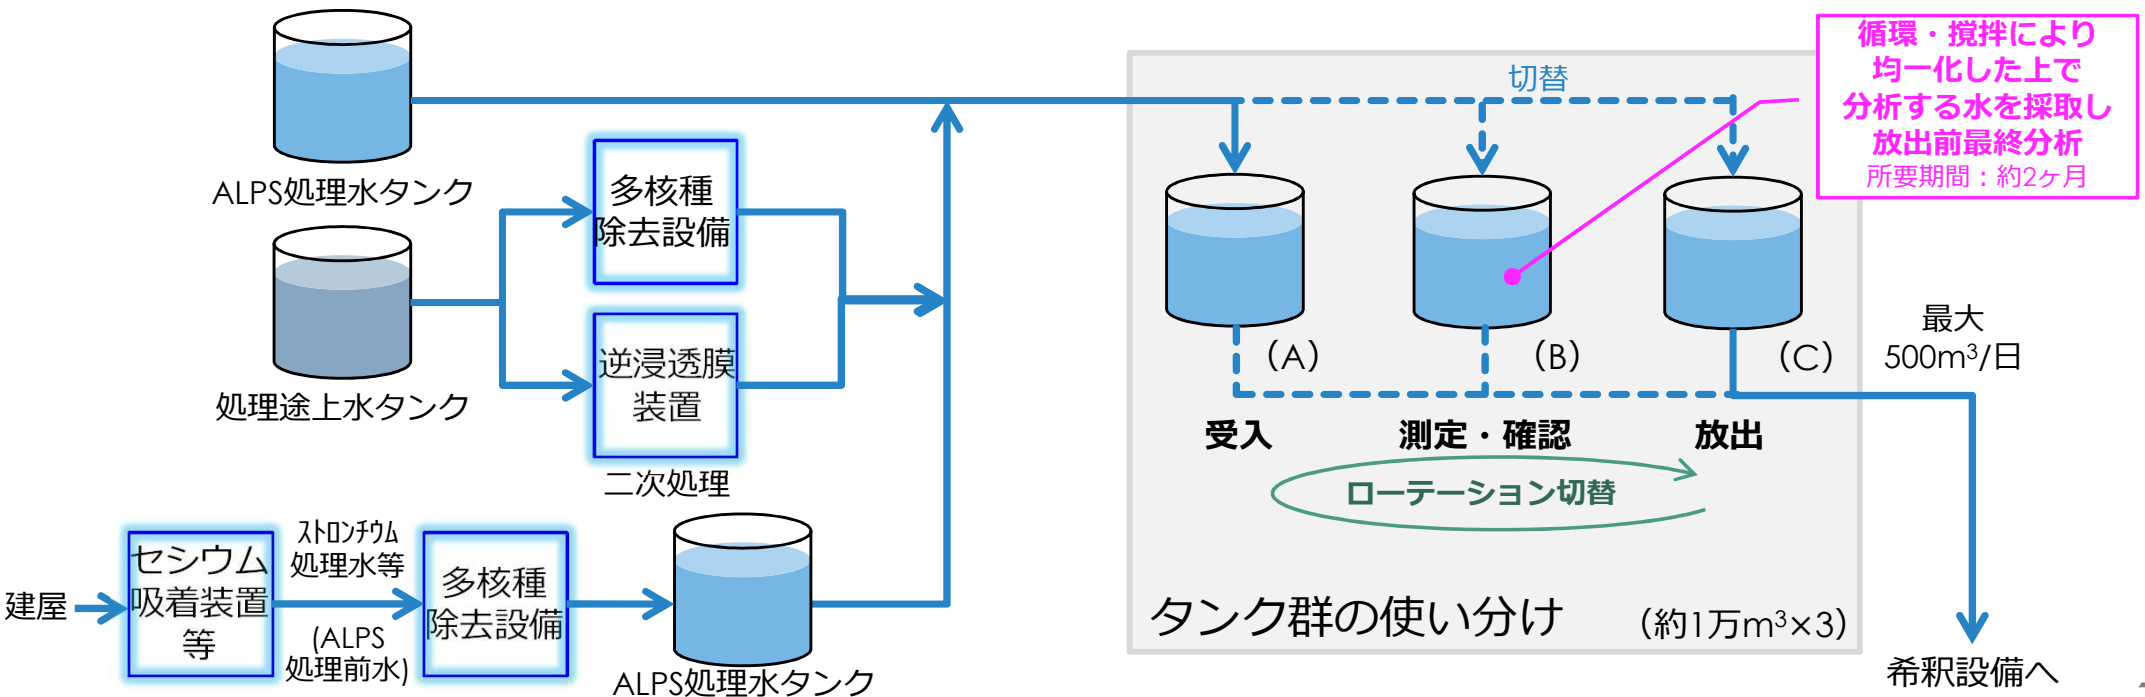 ALPS処理水タンク
処理途上水タンク
多核種
除去設備
逆浸透膜
装置
二次処理
建屋
セシウム
吸着装置
等
ｽﾄﾛﾝﾁｳﾑ
処理水等
(ALPS
処理前水)
多核種
除去設備
ALPS処理水タンク
切替
循環・撹拌により
均一化した上で
分析する水を採取し
放出前最終分析
所要期間：約2ヶ月
（A）
（B）
（C）
受入
測定・確認
放出
ローテーション切替
タンク群の使い分け
（約1万m³×3）
最大
500m³/日
希釈設備へ